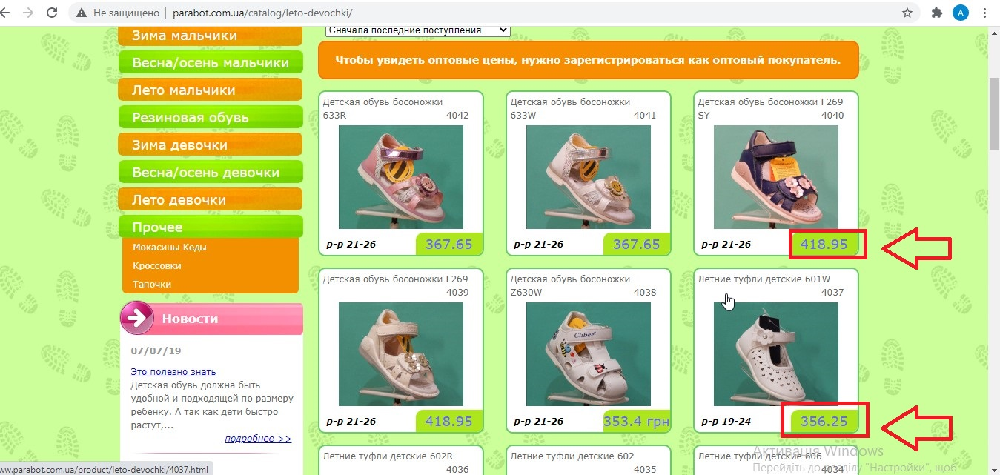 Не защищено
parabot.com.ua/catalog/leto-devochki/
A
Зима мальчики
Весна/осень мальчики
Лето мальчики
Резиновая обувь
Зима девочки
Весна/осень девочки
Лето девочки
Прочее
Мокасины Кеды
Кроссовки
Тапочки
Новости
07/07/19
Это полезно знать
Детская обувь должна быть
удобной и подходящей по размеру
ребенку. А так как дети быстро
растут,...
подробнее >>
Сначала последние поступления
Чтобы увидеть оптовые цены, нужно зарегистрироваться как оптовый покупатель.
Детская обувь босоножки
633R 4042
р-р 21-26 367.65
Детская обувь босоножки
633W 4041
р-р 21-26 367.65
Детская обувь босоножки F269
SY 4040
р-р 21-26 418.95
Детская обувь босоножки F269
4039
р-р 21-26 418.95
Детская обувь босоножки
Z630W 4038
Clibee
р-р 21-26 353.4 грн
Летние туфли детские 601W
4037
р-р 19-24 356.25
Летние туфли детские 602R
4036
Летние туфли детские 602
4035
Летние туфли детские 606
4034
Активація Windows
Перейдіть до розділу "Настройки", щоб
ww.parabot.com.ua/product/leto-devochki/4037.html